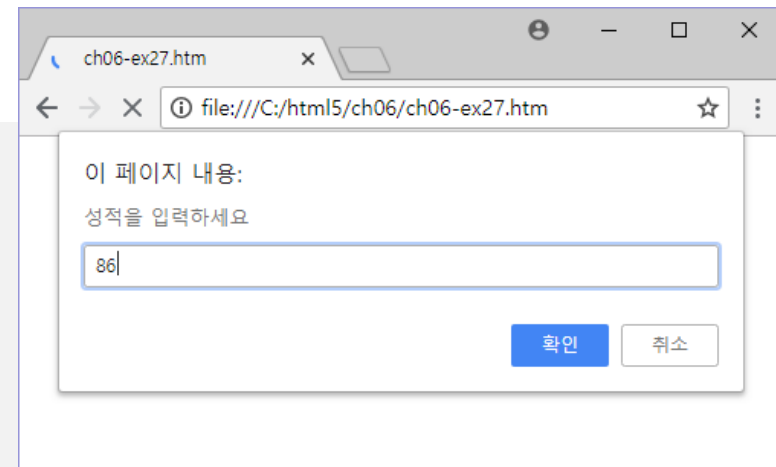 ch06-ex27.htm
file:///C:/html5/ch06/ch06-ex27.htm
이 페이지 내용:
성적을 입력하세요
86
확인 취소